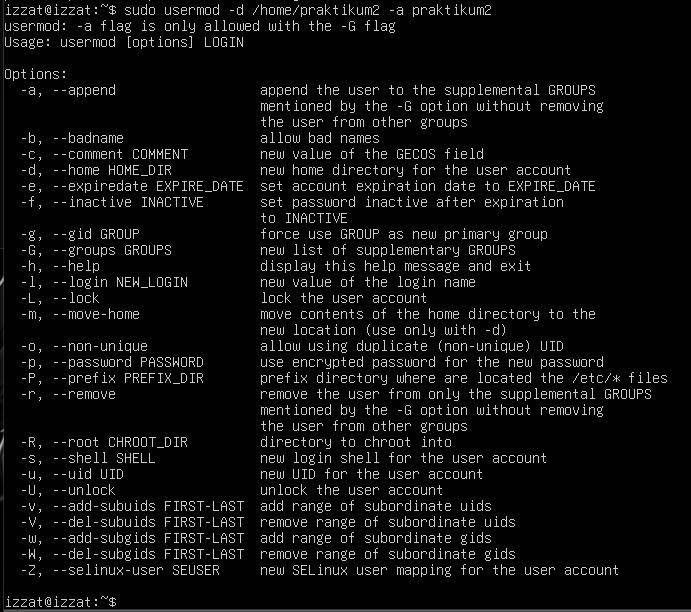 izzat@izzat:~$ sudo usermod -d /home/praktikum2 -a praktikum2
usermod: -a flag is only allowed with the -G flag
Usage: usermod [options] LOGIN

Options:
  -a, --append                  append the user to the supplemental GROUPS
                                mentioned by the -G option without removing
                                the user from other groups
  -b, --badname                 allow bad names
  -c, --comment COMMENT         new value of the GECOS field
  -d, --home HOME_DIR           new home directory for the user account
  -e, --expiredate EXPIRE_DATE  set account expiration date to EXPIRE_DATE
  -f, --inactive INACTIVE       set password inactive after expiration
                                to INACTIVE
  -g, --gid GROUP               force use GROUP as new primary group
  -G, --groups GROUPS           new list of supplementary GROUPS
  -h, --help                    display this help message and exit
  -l, --login NEW_LOGIN         new value of the login name
  -L, --lock                    lock the user account
  -m, --move-home               move contents of the home directory to the
                                new location (use only with -d)
  -o, --non-unique              allow using duplicate (non-unique) UID
  -p, --password PASSWORD       use encrypted password for the new password
  -P, --prefix PREFIX_DIR       prefix directory where are located the /etc/* files
  -r, --remove                  remove the user from only the supplemental GROUPS
                                mentioned by the -G option without removing
                                the user from other groups
  -R, --root CHROOT_DIR         directory to chroot into
  -s, --shell SHELL             new login shell for the user account
  -u, --uid UID                 new UID for the user account
  -U, --unlock                  unlock the user account
  -v, --add-subuids FIRST-LAST  add range of subordinate uids
  -V, --del-subuids FIRST-LAST  remove range of subordinate uids
  -w, --add-subgids FIRST-LAST  add range of subordinate gids
  -W, --del-subgids FIRST-LAST  remove range of subordinate gids
  -Z, --selinux-user SEUSER     new SELinux user mapping for the user account

izzat@izzat:~$